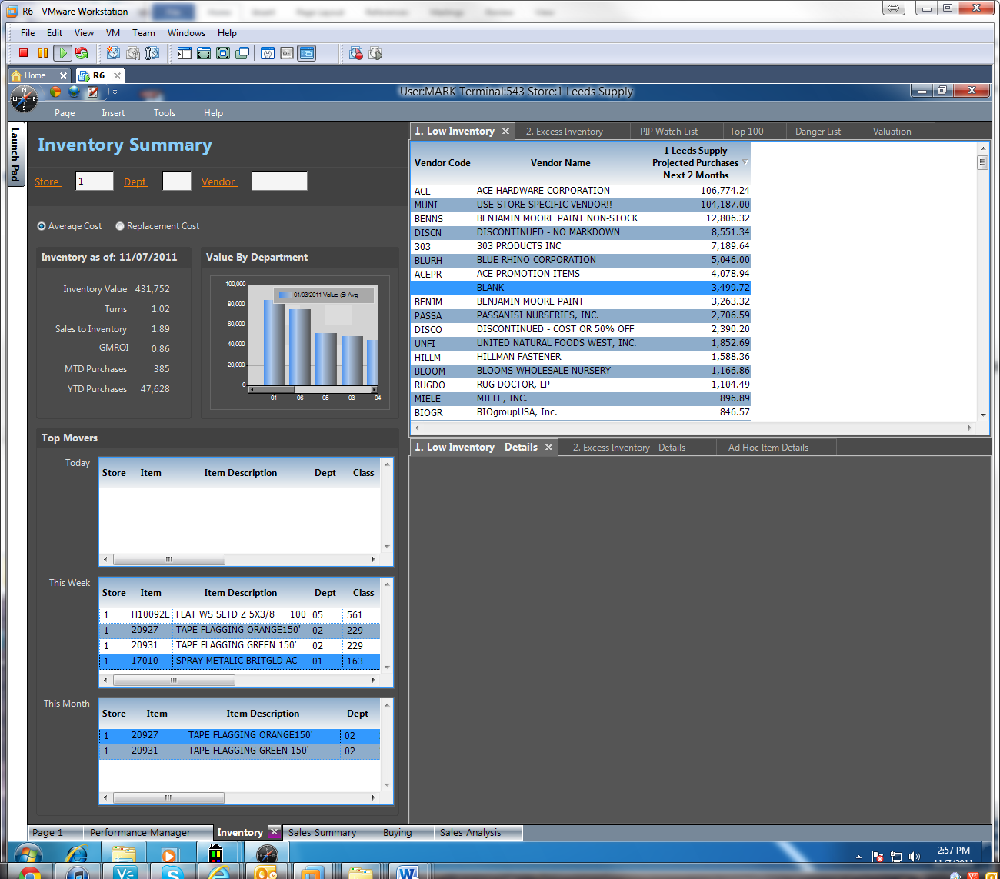 R6 - VMware Workstation
File Edit View VM Team Windows Help
Home
R6
User:MARK Terminal:543 Store:1 Leeds Supply
Page Insert Tools Help
Launch Pad
Inventory Summary
Store 1 Dept Vendor
Average Cost Replacement Cost
Inventory as of: 11/07/2011
Inventory Value 431,752
Turns 1.02
Sales to Inventory 1.89
GMROI 0.86
MTD Purchases 385
YTD Purchases 47,628
Value By Department
01/03/2011 Value @ Avg
100,000
80,000
60,000
40,000
20,000
0
01 06 05 03 04
Top Movers
Today
Store Item Item Description Dept Class
This Week
Store Item Item Description Dept Class
1 H10092E FLAT WS SLTD Z 5X3/8 100 05 561
1 20927 TAPE FLAGGING ORANGE150' 02 229
1 20931 TAPE FLAGGING GREEN 150' 02 229
1 17010 SPRAY METALIC BRITGLD AC 01 163
This Month
Store Item Item Description Dept
1 20927 TAPE FLAGGING ORANGE150' 02
1 20931 TAPE FLAGGING GREEN 150' 02
1. Low Inventory 2. Excess Inventory PIP Watch List Top 100 Danger List Valuation
Vendor Code Vendor Name 1 Leeds Supply
Projected Purchases
Next 2 Months
ACE ACE HARDWARE CORPORATION 106,774.24
MUNI USE STORE SPECIFIC VENDOR!! 104,187.00
BENNS BENJAMIN MOORE PAINT NON-STOCK 12,806.32
DISCN DISCONTINUED - NO MARKDOWN 8,551.34
303 303 PRODUCTS INC 7,189.64
BLURH BLUE RHINO CORPORATION 5,046.00
ACEPR ACE PROMOTION ITEMS 4,078.94
BLANK 3,499.72
BENJM BENJAMIN MOORE PAINT 3,263.32
PASSA PASSANISI NURSERIES, INC. 2,706.59
DISCO DISCONTINUED - COST OR 50% OFF 2,390.20
UNFI UNITED NATURAL FOODS WEST, INC. 1,852.69
HILLM HILLMAN FASTENER 1,588.36
BLOOM BLOOMS WHOLESALE NURSERY 1,166.86
RUGDO RUG DOCTOR, LP 1,104.49
MIELE MIELE, INC. 896.89
BIOGR BIOgroupUSA, Inc. 846.57
1. Low Inventory - Details 2. Excess Inventory - Details Ad Hoc Item Details
Page 1 Performance Manager Inventory Sales Summary Buying Sales Analysis
2:57 PM